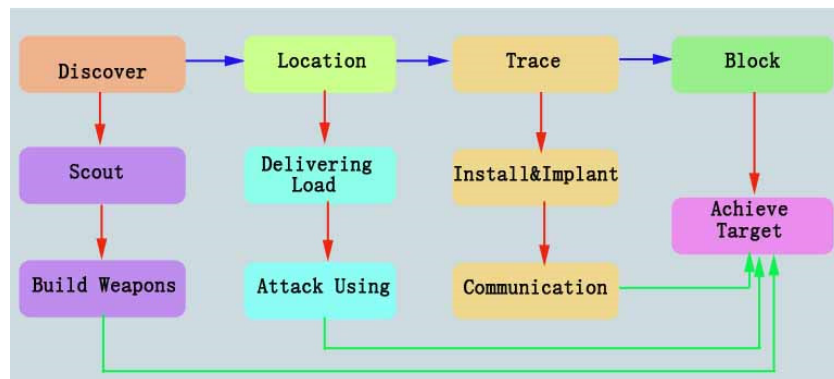 Discover
Location
Trace
Block
Scout
Delivering
Load
Install&Implant
Achieve
Target
Build Weapons
Attack Using
Communication